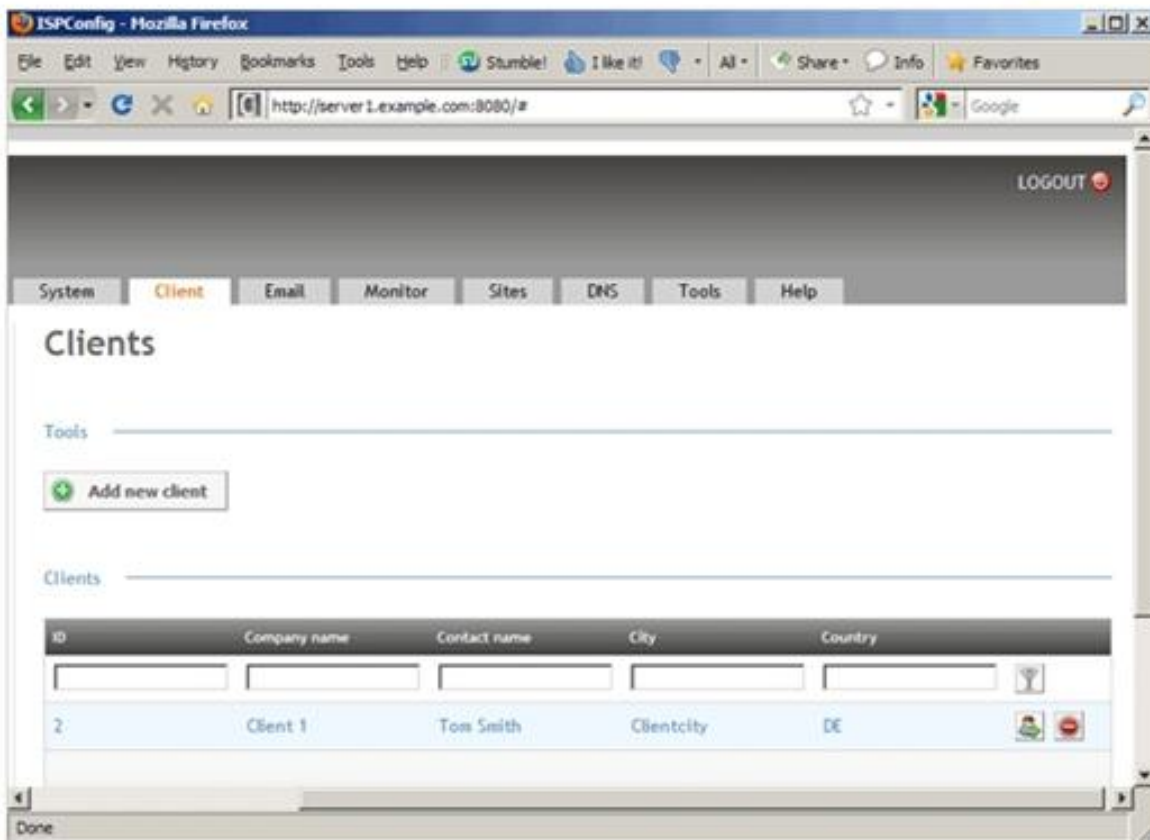 ISPConfig - Mozilla Firefox
File Edit View History Bookmarks Tools Help Stumble! I like it! All Share Info Favorites
http://server1.example.com:8080/# Google
LOGOUT
System Client Email Monitor Sites DNS Tools Help
Clients
Tools
Add new client
Clients
ID Company name Contact name City Country
2 Client 1 Tom Smith Clientcity DE
Done